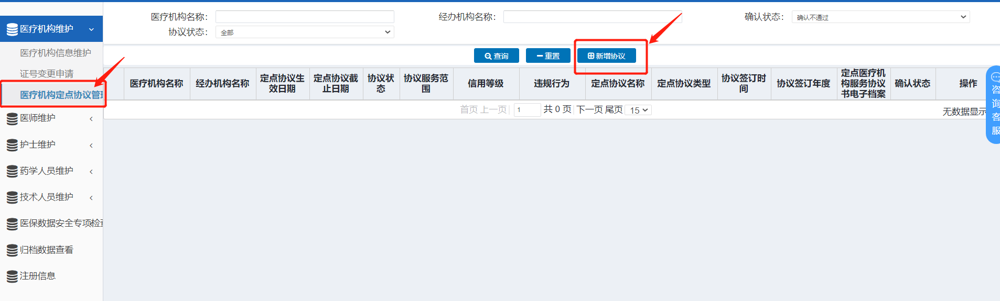 医疗机构维护
医疗机构信息维护
证号变更申请
医疗机构定点协议管
医师维护
护士维护
药学人员维护
技术人员维护
医保数据安全专项检
归档数据查看
注册信息
医疗机构名称：
经办机构名称：
确认状态：
确认不通过
协议状态：
全部
查询
重置
新增协议
医疗机构名称
经办机构名称
定点协议生
效日期
定点协议截
止日期
协议状
态
协议服务范
围
信用等级
违规行为
定点协议名称
定点协议类型
协议签订时
间
协议签订年度
定点医疗机
构服务协议
书电子档案
确认状态
操作
首页 上一页 1 共 0 页 下一页 尾页 15
无数据显示
咨
询
客
服